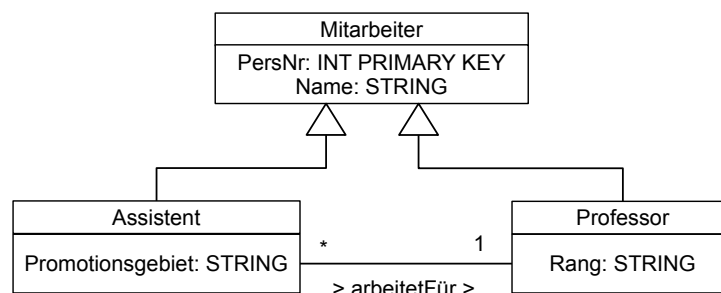 Mitarbeiter
PersNr: INT PRIMARY KEY
Name: STRING
Assistent
Promotionsgebiet: STRING
Professor
Rang: STRING
*
1
> arbeitetFür >